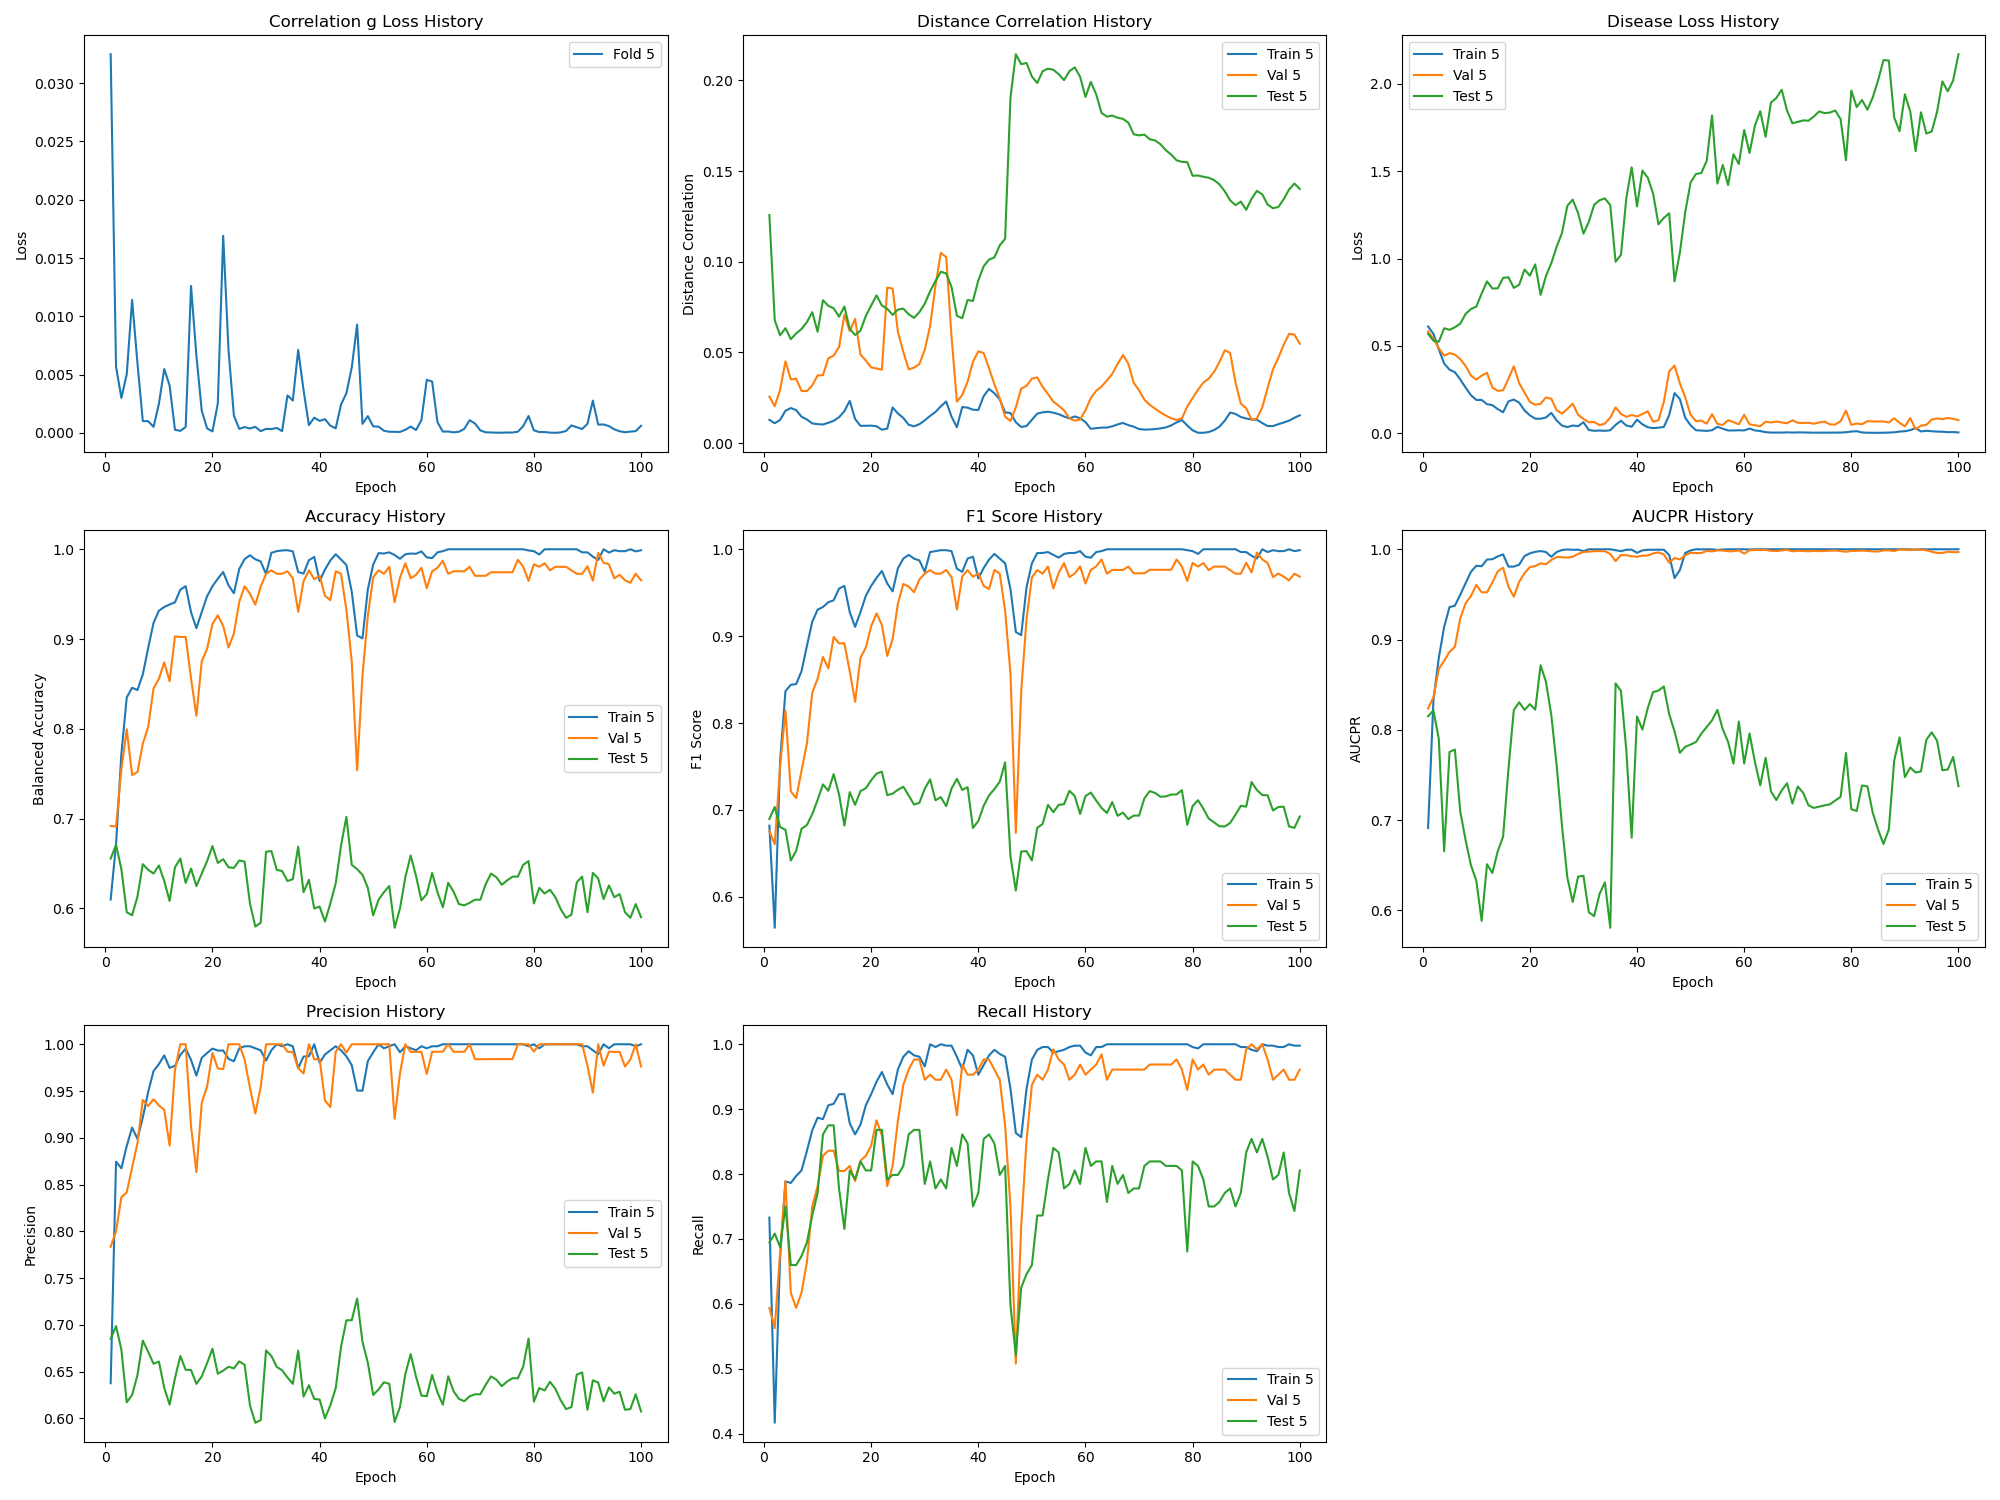 Correlation g Loss History
Fold 5
0.030
0.025
0.020
0.015
0.010
0.005
0.000
Loss
0 20 40 60 80 100
Epoch
Distance Correlation History
Train 5
Val 5
Test 5
0.20
0.15
0.10
0.05
0.00
Distance Correlation
0 20 40 60 80 100
Epoch
Disease Loss History
Train 5
Val 5
Test 5
2.0
1.5
1.0
0.5
0.0
Loss
0 20 40 60 80 100
Epoch
Accuracy History
1.0
0.9
0.8
0.7
0.6
Balanced Accuracy
Train 5
Val 5
Test 5
0 20 40 60 80 100
Epoch
F1 Score History
1.0
0.9
0.8
0.7
0.6
F1 Score
Train 5
Val 5
Test 5
0 20 40 60 80 100
Epoch
AUCPR History
1.0
0.9
0.8
0.7
0.6
AUCPR
Train 5
Val 5
Test 5
0 20 40 60 80 100
Epoch
Precision History
1.00
0.95
0.90
0.85
0.80
0.75
0.70
0.65
0.60
Precision
Train 5
Val 5
Test 5
0 20 40 60 80 100
Epoch
Recall History
1.0
0.9
0.8
0.7
0.6
0.5
0.4
Recall
Train 5
Val 5
Test 5
0 20 40 60 80 100
Epoch